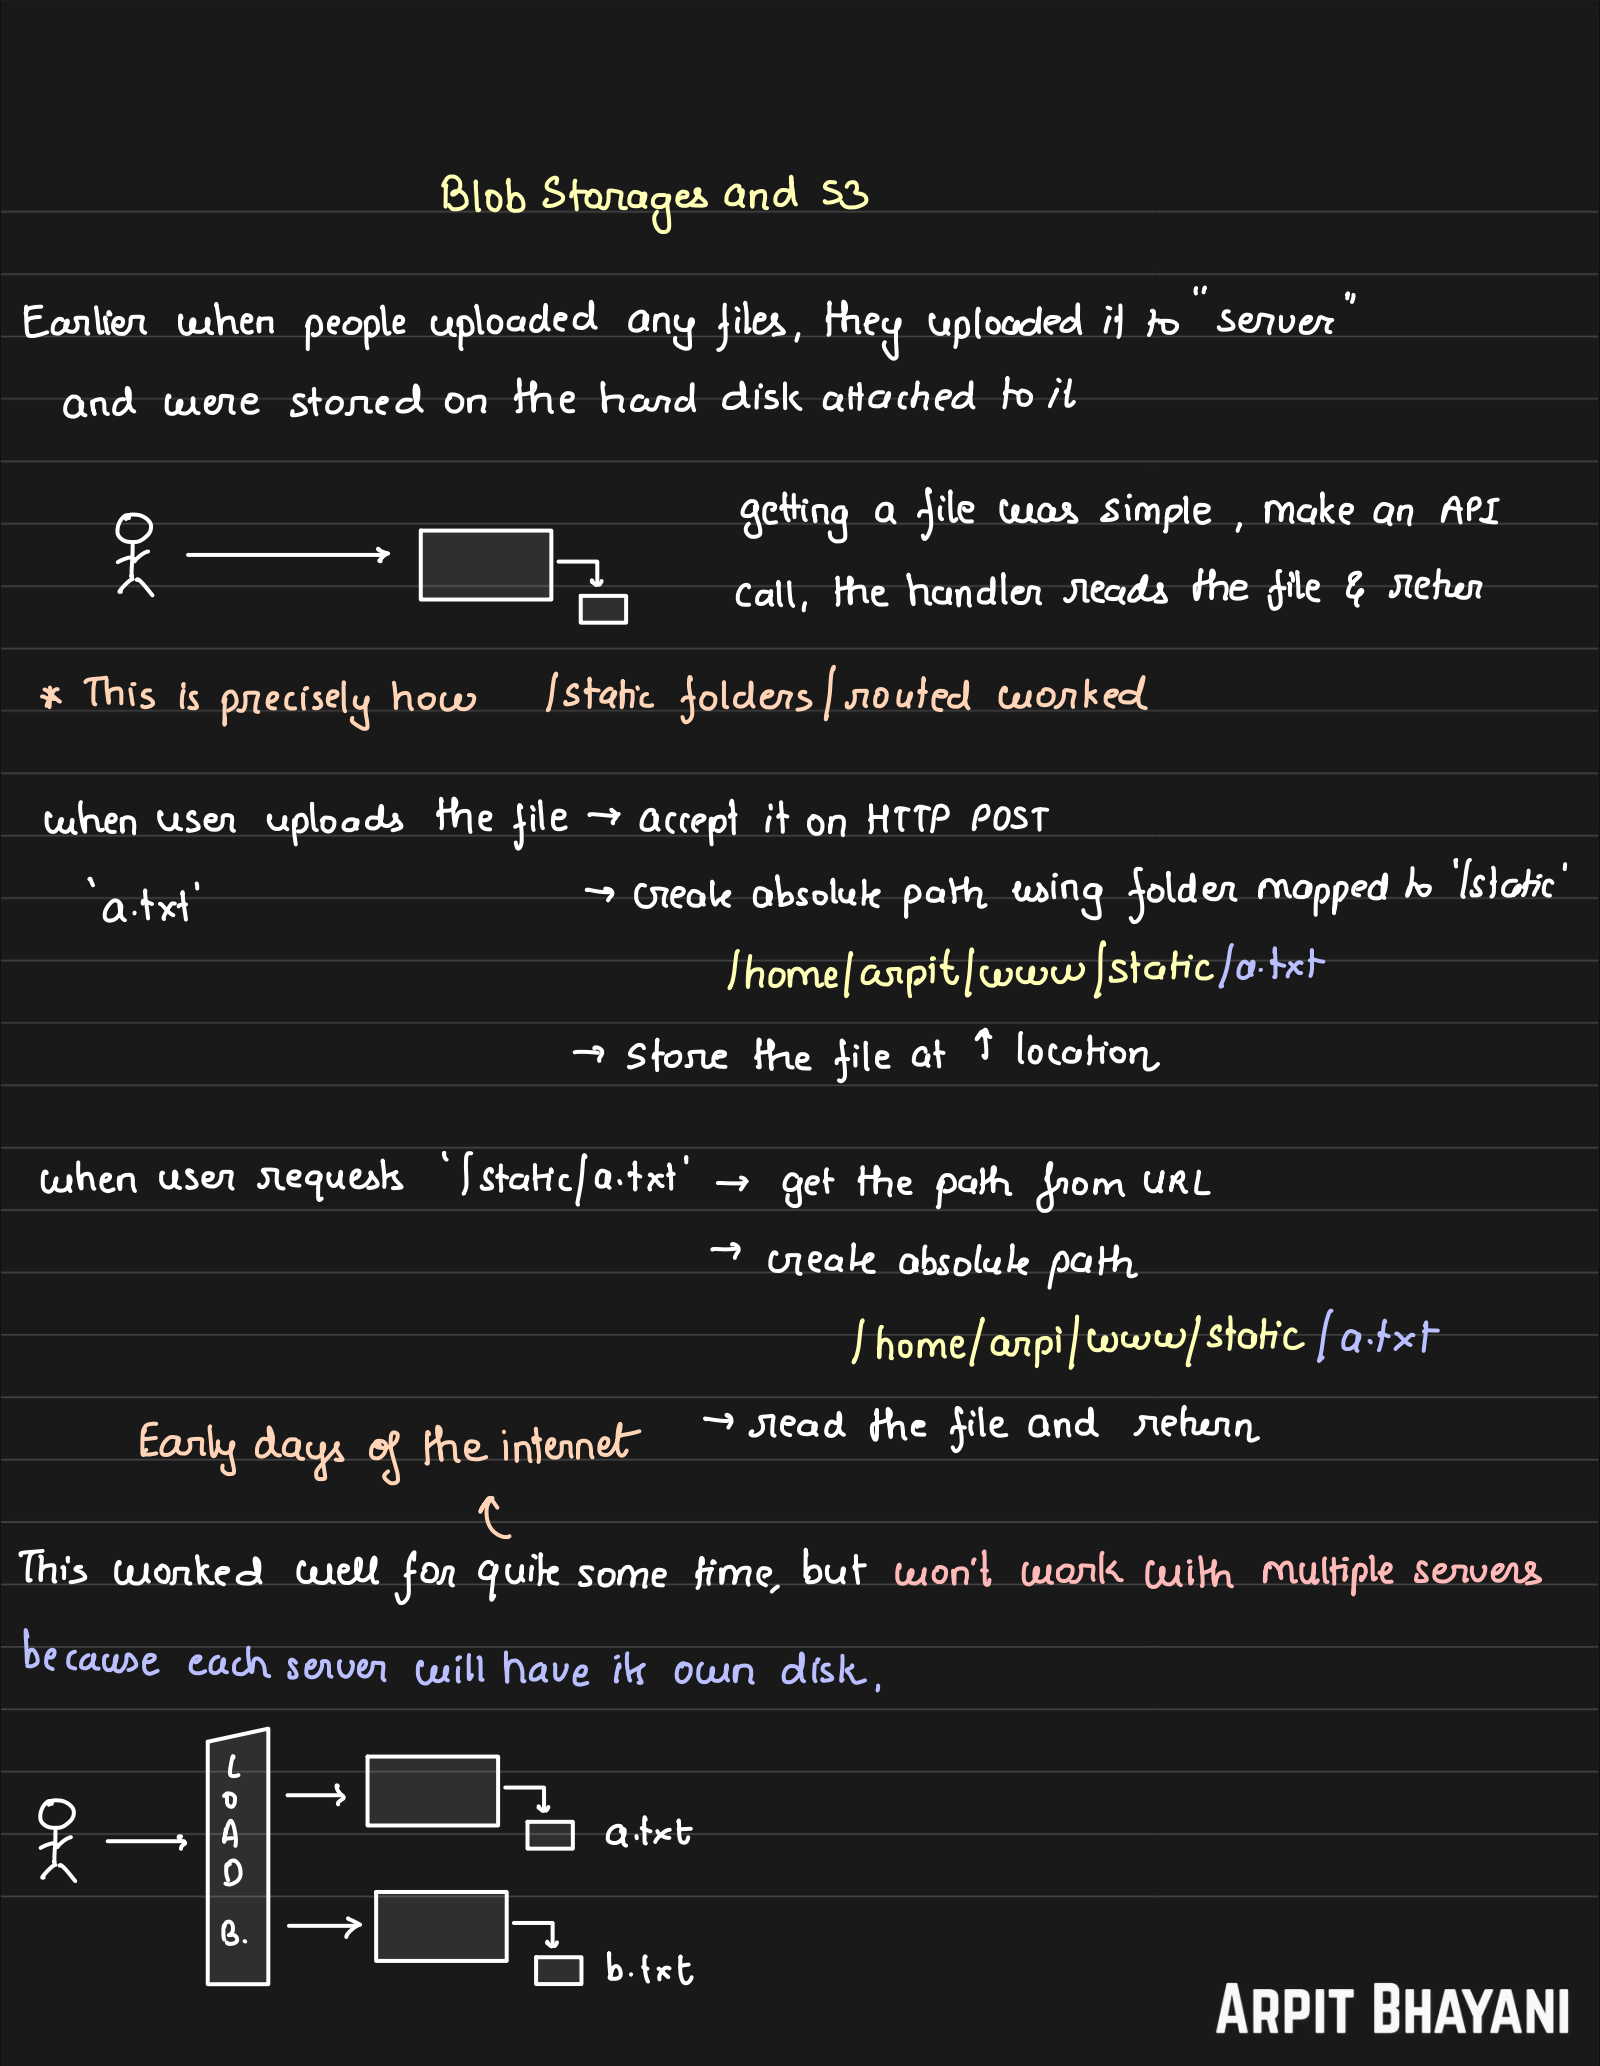 Blob Storages and S3
Earlier when people uploaded any files, they uploaded it to "server"
and were stored on the hard disk attached to it
getting a file was simple, make an API
call, the handler reads the file & retur
* This is precisely how /static folders/routed worked
when user uploads the file → accept it on HTTP POST
'a.txt' → create absolute path using folder mapped to '/static'
/home/arpit/www/static/a.txt
→ store the file at ↑ location
when user requests '/static/a.txt' → get the path from URL
→ create absolute path
/home/arpi/www/static/a.txt
→ read the file and return
Early days of the internet
This worked well for quite some time, but won't work with multiple servers
because each server will have its own disk,
LOAD B.
a.txt
b.txt
ARPIT BHAYANI